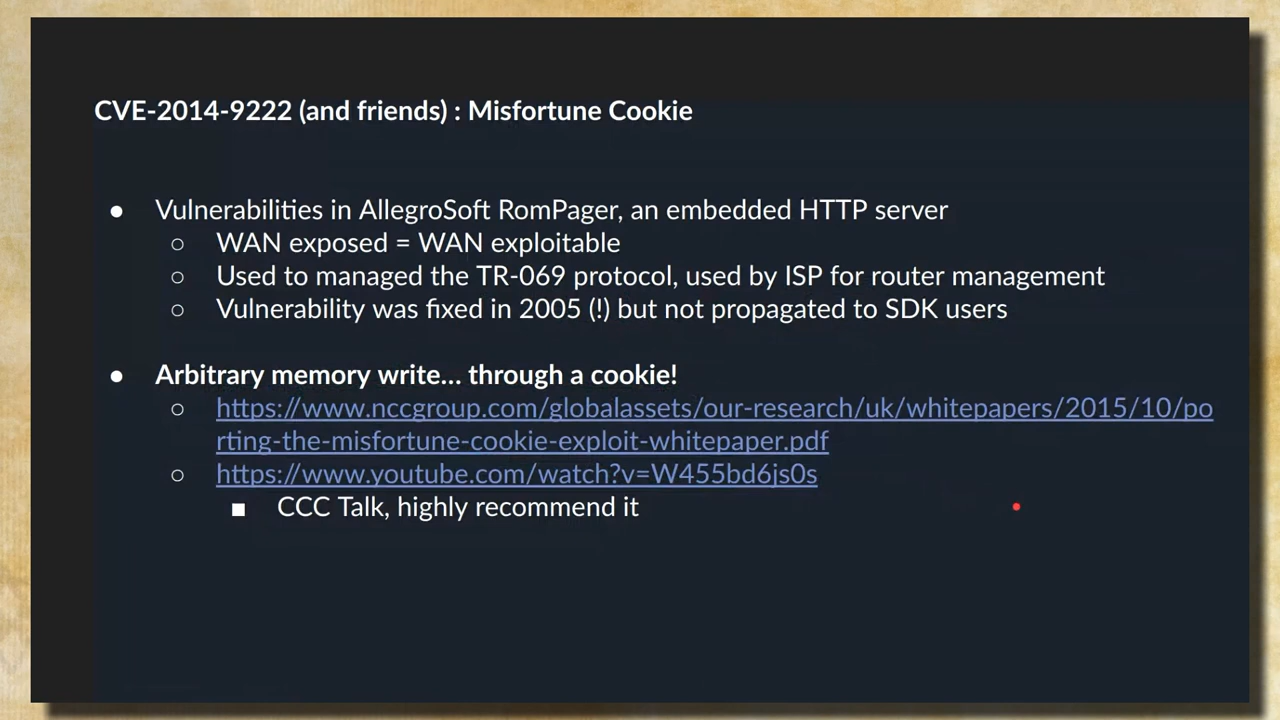 CVE-2014-9222 (and friends) : Misfortune Cookie
● Vulnerabilities in AllegroSoft RomPager, an embedded HTTP server
○ WAN exposed = WAN exploitable
○ Used to managed the TR-069 protocol, used by ISP for router management
○ Vulnerability was fixed in 2005 (!) but not propagated to SDK users
● Arbitrary memory write... through a cookie!
○ https://www.nccgroup.com/globalassets/our-research/uk/whitepapers/2015/10/po
rting-the-misfortune-cookie-exploit-whitepaper.pdf
○ https://www.youtube.com/watch?v=W455bd6js0s
■ CCC Talk, highly recommend it